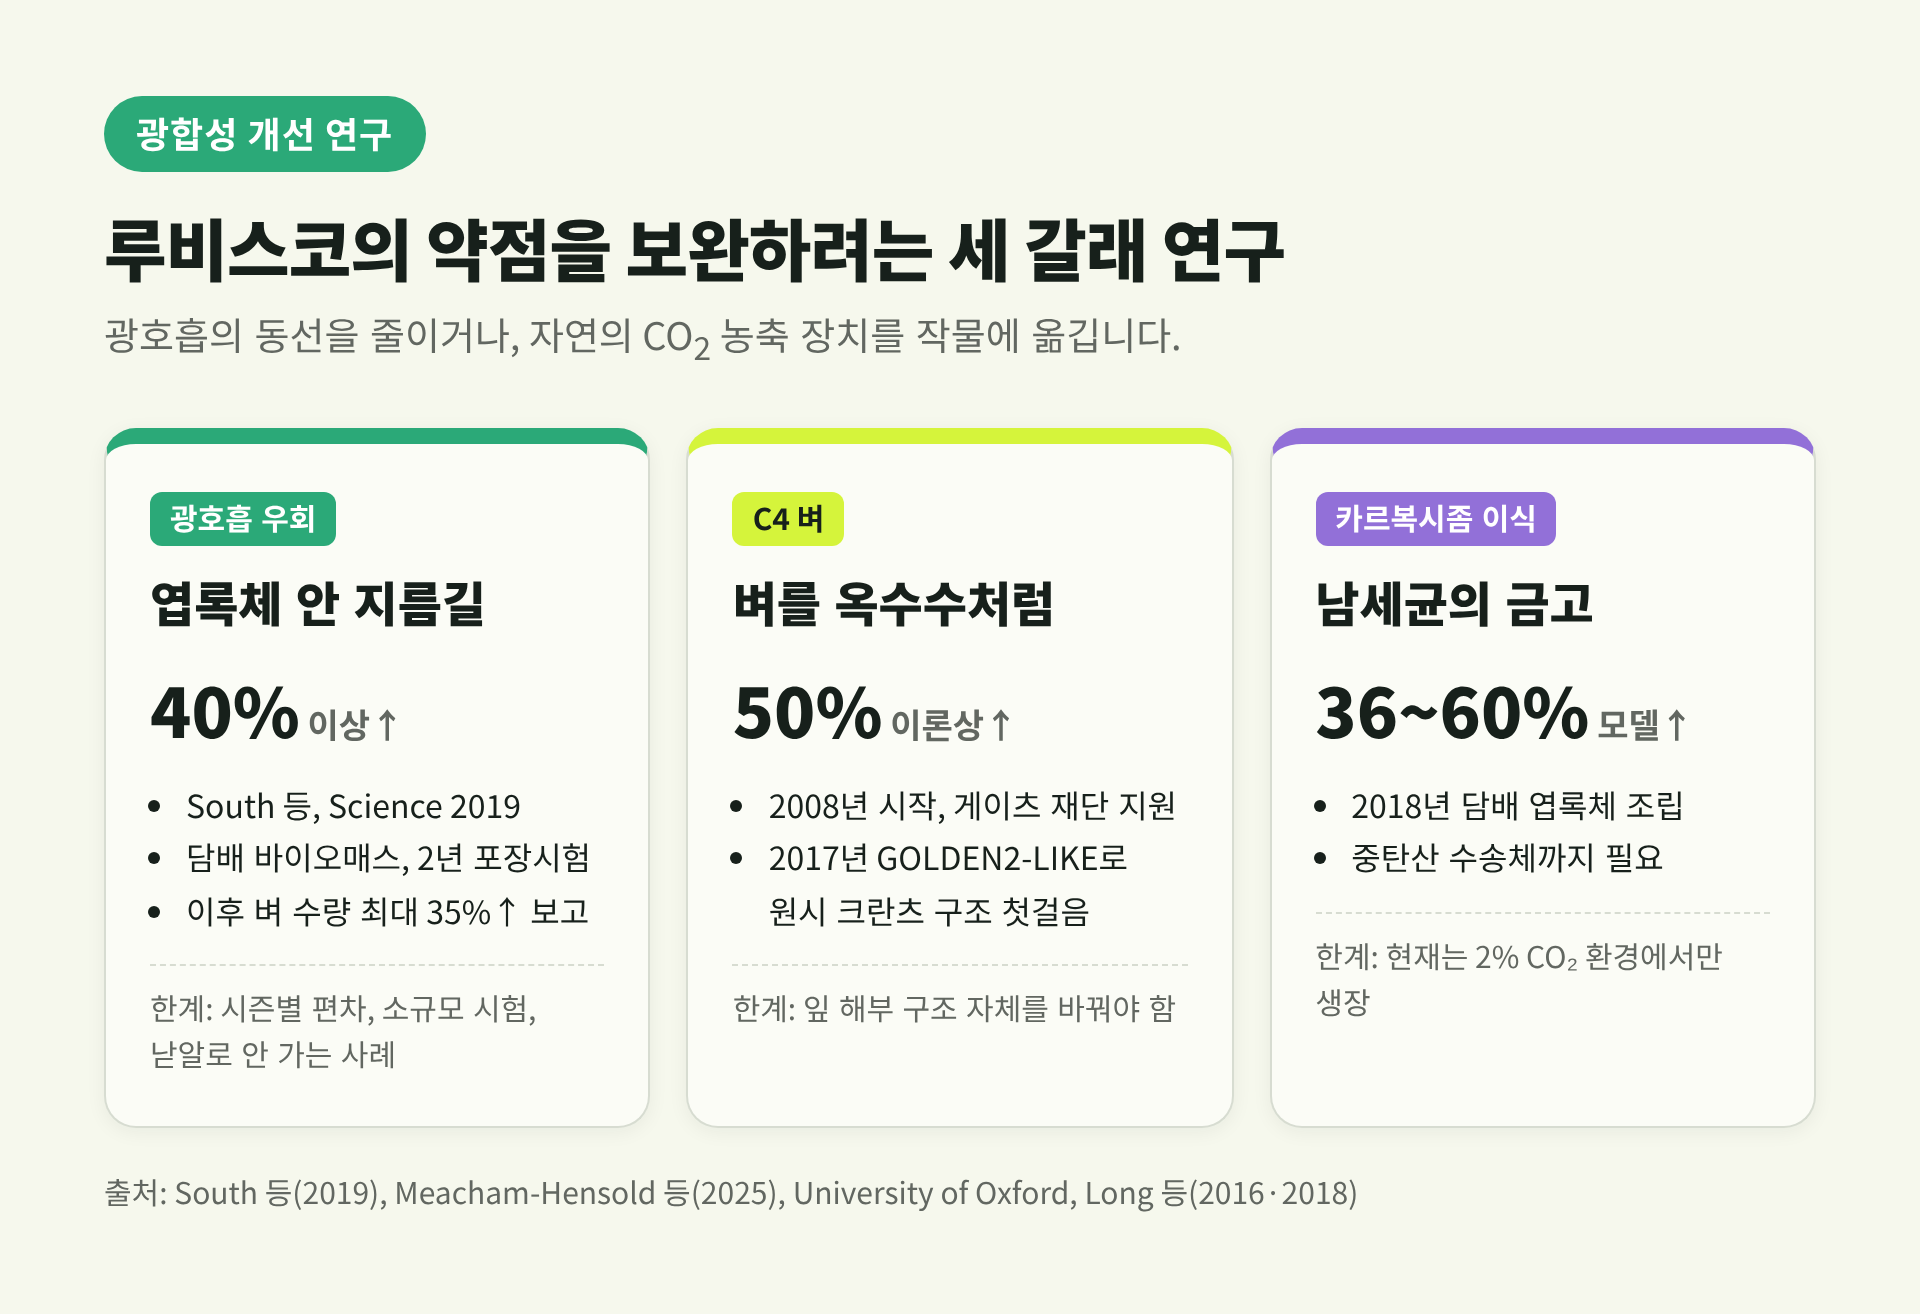 광합성 개선 연구
루비스코의 약점을 보완하려는 세 갈래 연구
광호흡의 동선을 줄이거나, 자연의 CO₂ 농축 장치를 작물에 옮깁니다.
광호흡 우회
엽록체 안 지름길
40% 이상↑
• South 등, Science 2019
• 담배 바이오매스, 2년 포장시험
• 이후 벼 수량 최대 35%↑ 보고
한계: 시즌별 편차, 소규모 시험,
낟알로 안 가는 사례
C4 벼
벼를 옥수수처럼
50% 이론상↑
• 2008년 시작, 게이츠 재단 지원
• 2017년 GOLDEN2-LIKE로
원시 크란츠 구조 첫걸음
한계: 잎 해부 구조 자체를 바꿔야 함
카르복시좀 이식
남세균의 금고
36~60% 모델↑
• 2018년 담배 엽록체 조립
• 중탄산 수송체까지 필요
한계: 현재는 2% CO₂ 환경에서만
생장
출처: South 등(2019), Meacham-Hensold 등(2025), University of Oxford, Long 등(2016·2018)